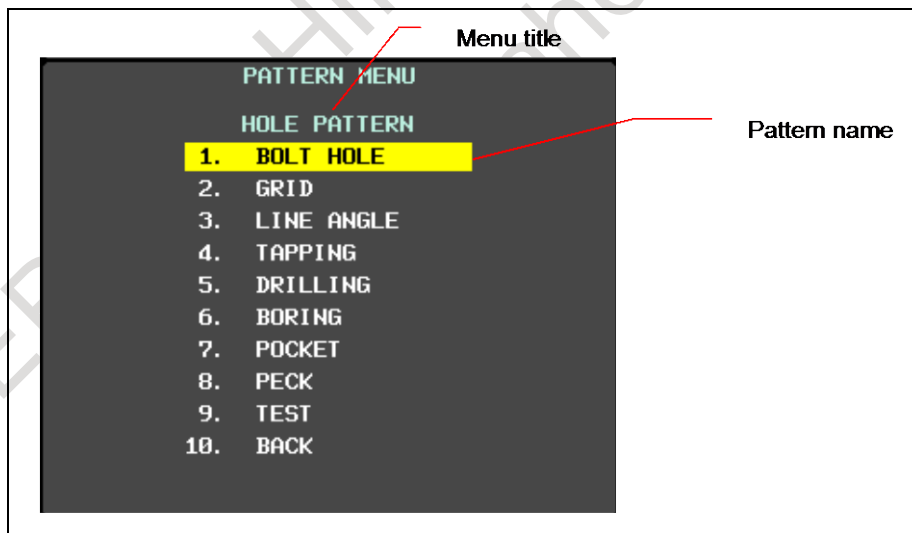 Menu title
PATTERN MENU
HOLE PATTERN
Pattern name
1. BOLT HOLE
2. GRID
3. LINE ANGLE
4. TAPPING
5. DRILLING
6. BORING
7. POCKET
8. PECK
9. TEST
10. BACK